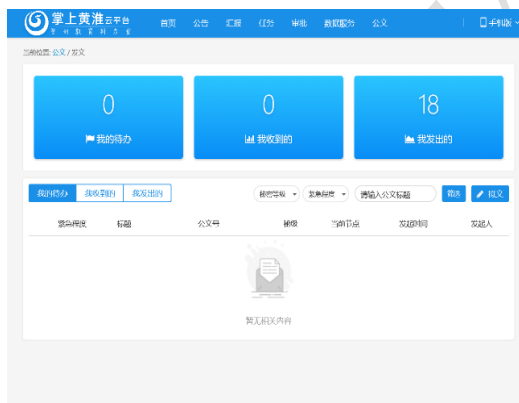 掌上黄淮云平台 首页 公告 汇报 任务 审批 数据服务 公文 手机版
当前位置: 公文 / 发文
0 0 18
我的待办 我收到的 我发出的
我的待办 我收到的 我发出的 秘密等级 紧急程度 请输入公文标题 筛选 拟文
紧急程度 标题 公文号 秘级 当前节点 发起时间 发起人
暂无相关内容